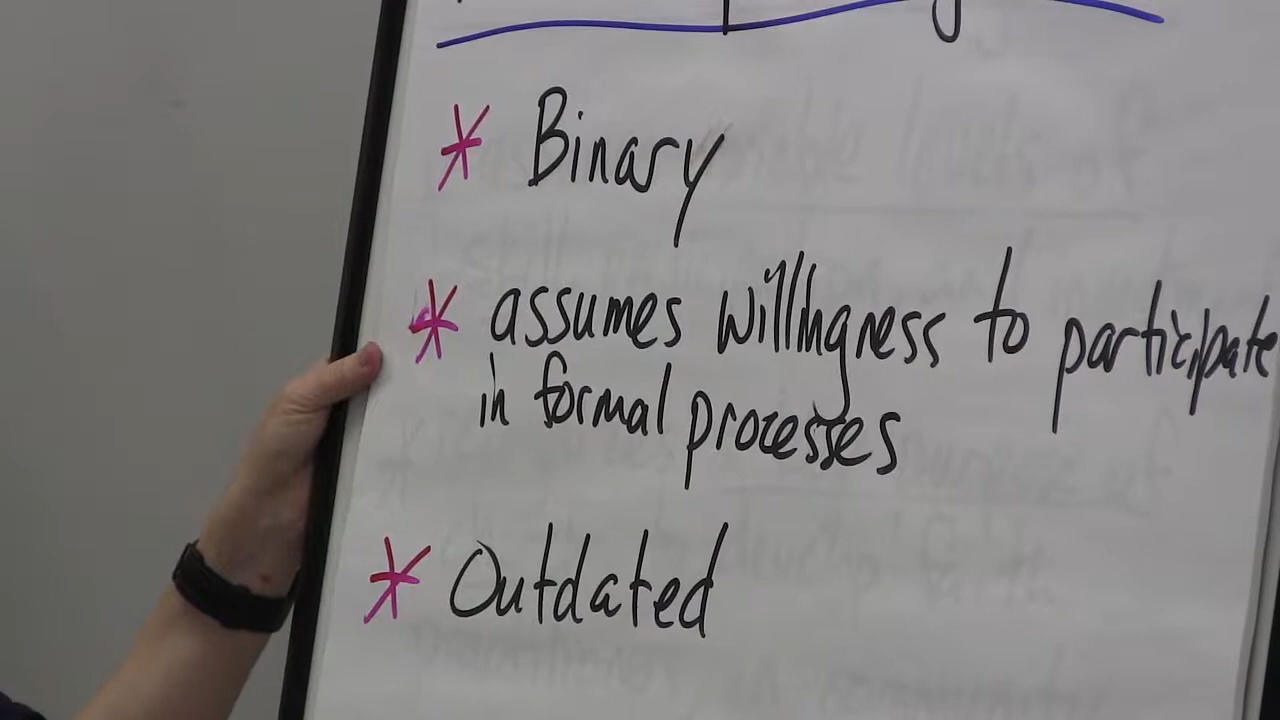 * Binary
* assumes willingness to participate
in formal processes
* Outdated